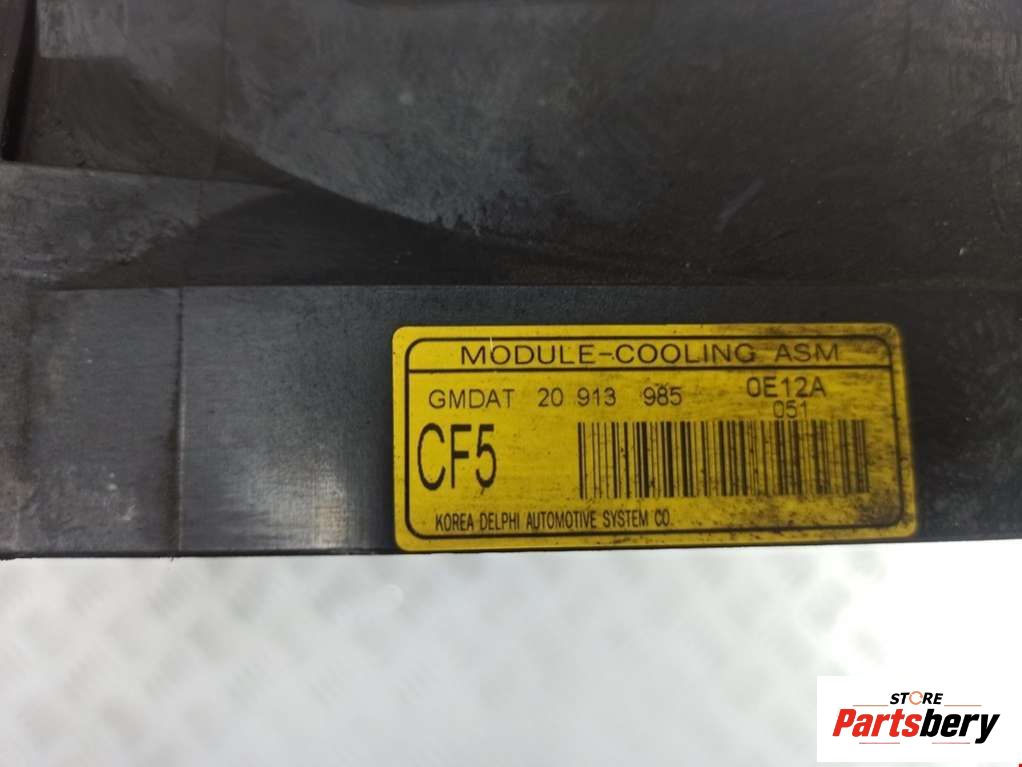 MODULE-COOLING ASM
GMDAT 20 913 985 0E12A
051
CF5
KOREA DELPHI AUTOMOTIVE SYSTEM CO.
STORE
Partsbery